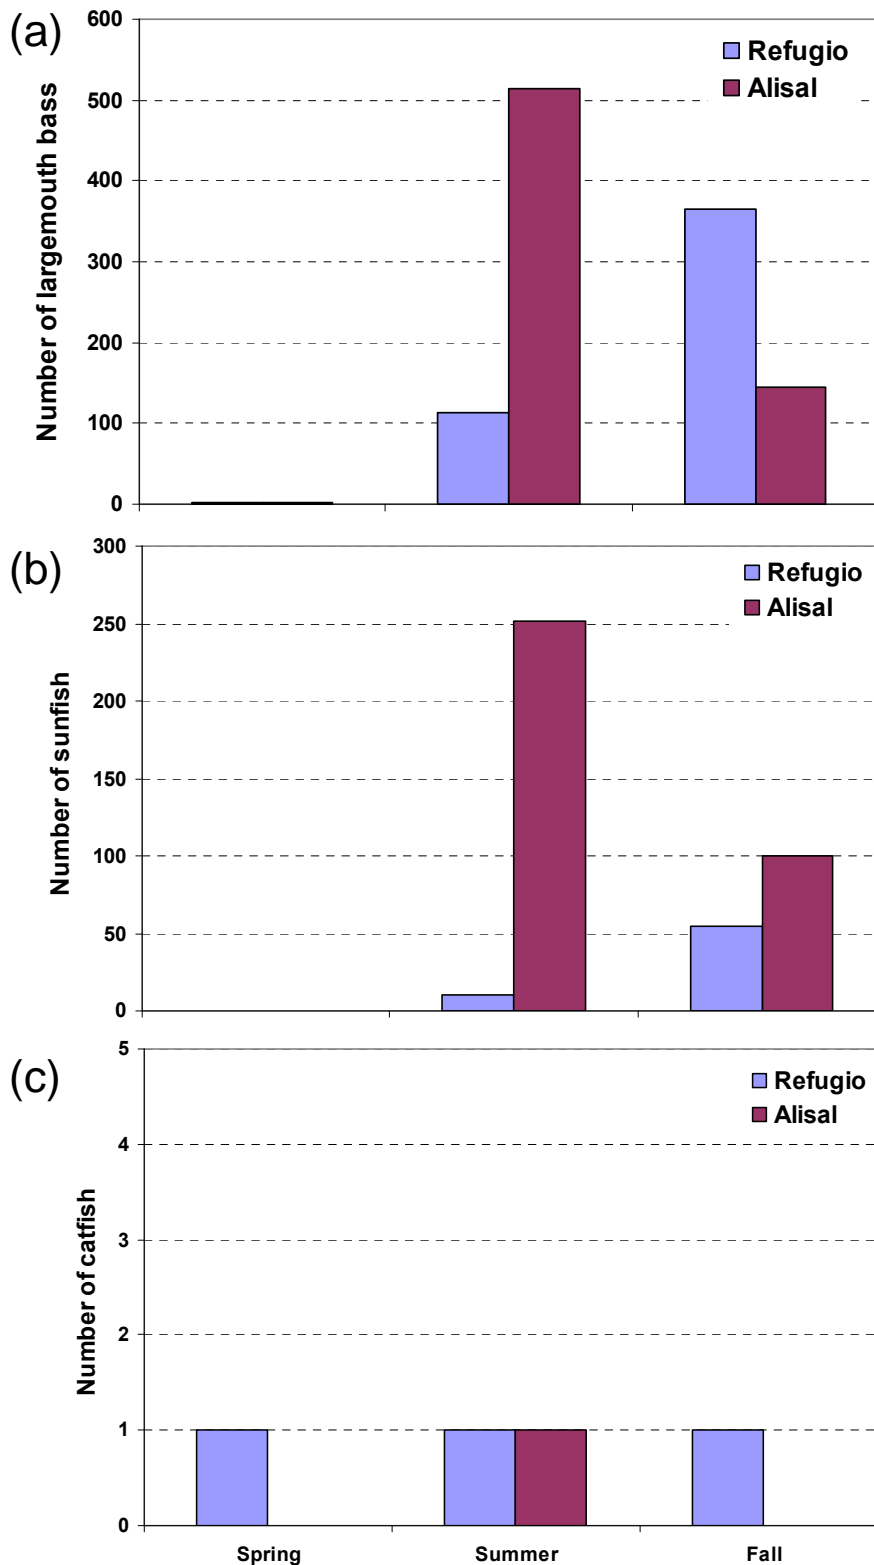 (a)
Number of largemouth bass
600
500
400
300
200
100
0
Refugio
Alisal
(b)
Number of sunfish
300
250
200
150
100
50
0
Refugio
Alisal
(c)
Number of catfish
5
4
3
2
1
0
Refugio
Alisal
Spring Summer Fall